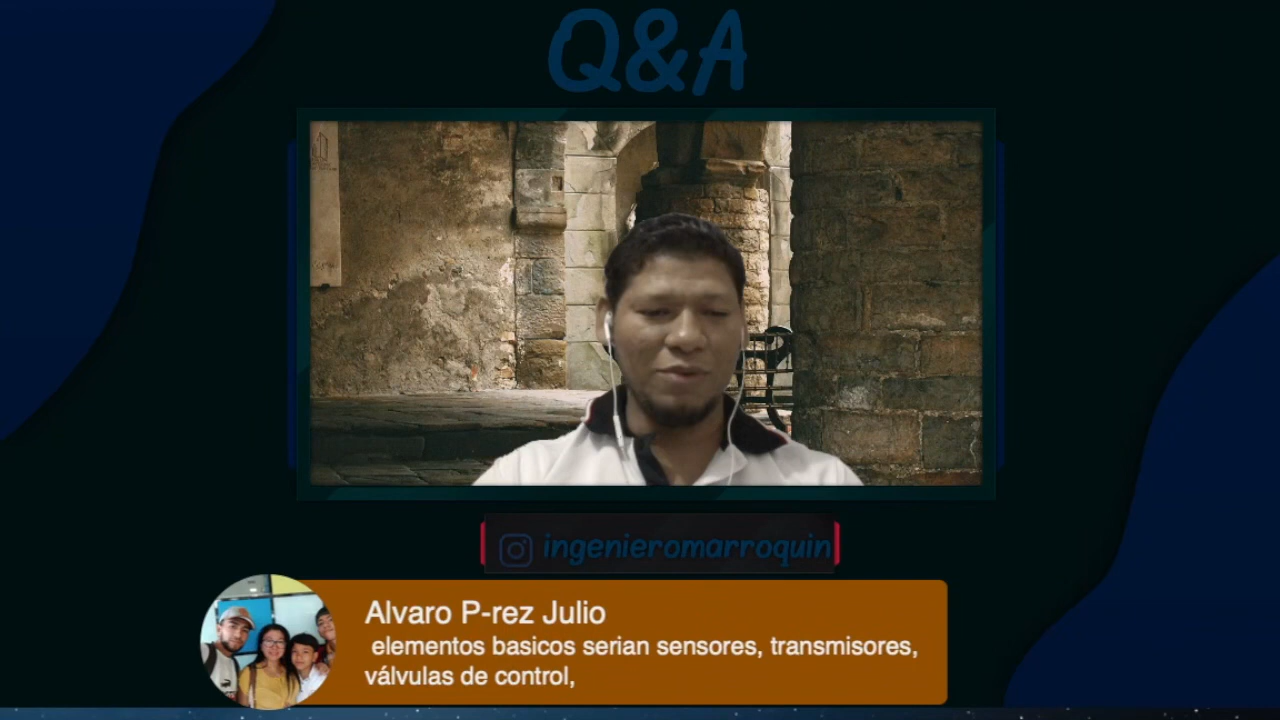 Q&A
ingenieromarroquin
Alvaro P-rez Julio
elementos basicos serian sensores, transmisores,
válvulas de control,